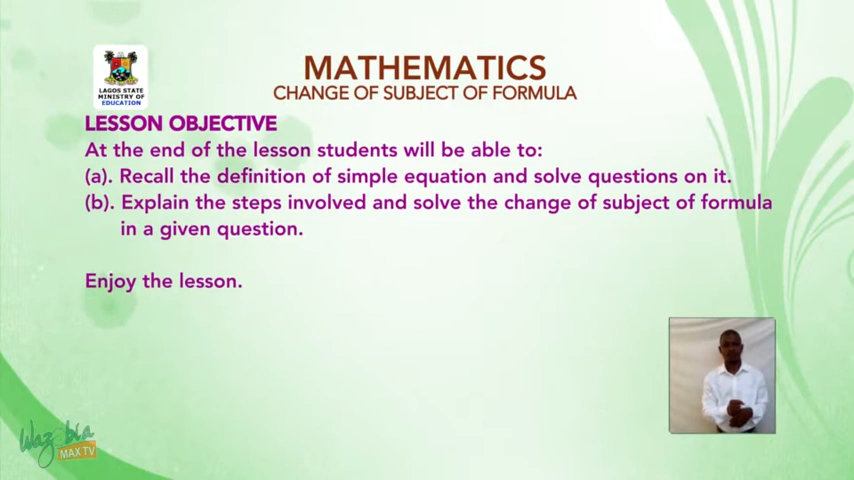 LAGOS STATE
MINISTRY OF
EDUCATION
MATHEMATICS
CHANGE OF SUBJECT OF FORMULA
LESSON OBJECTIVE
At the end of the lesson students will be able to:
(a). Recall the definition of simple equation and solve questions on it.
(b). Explain the steps involved and solve the change of subject of formula
in a given question.
Enjoy the lesson.
Wazobia
MAX TV